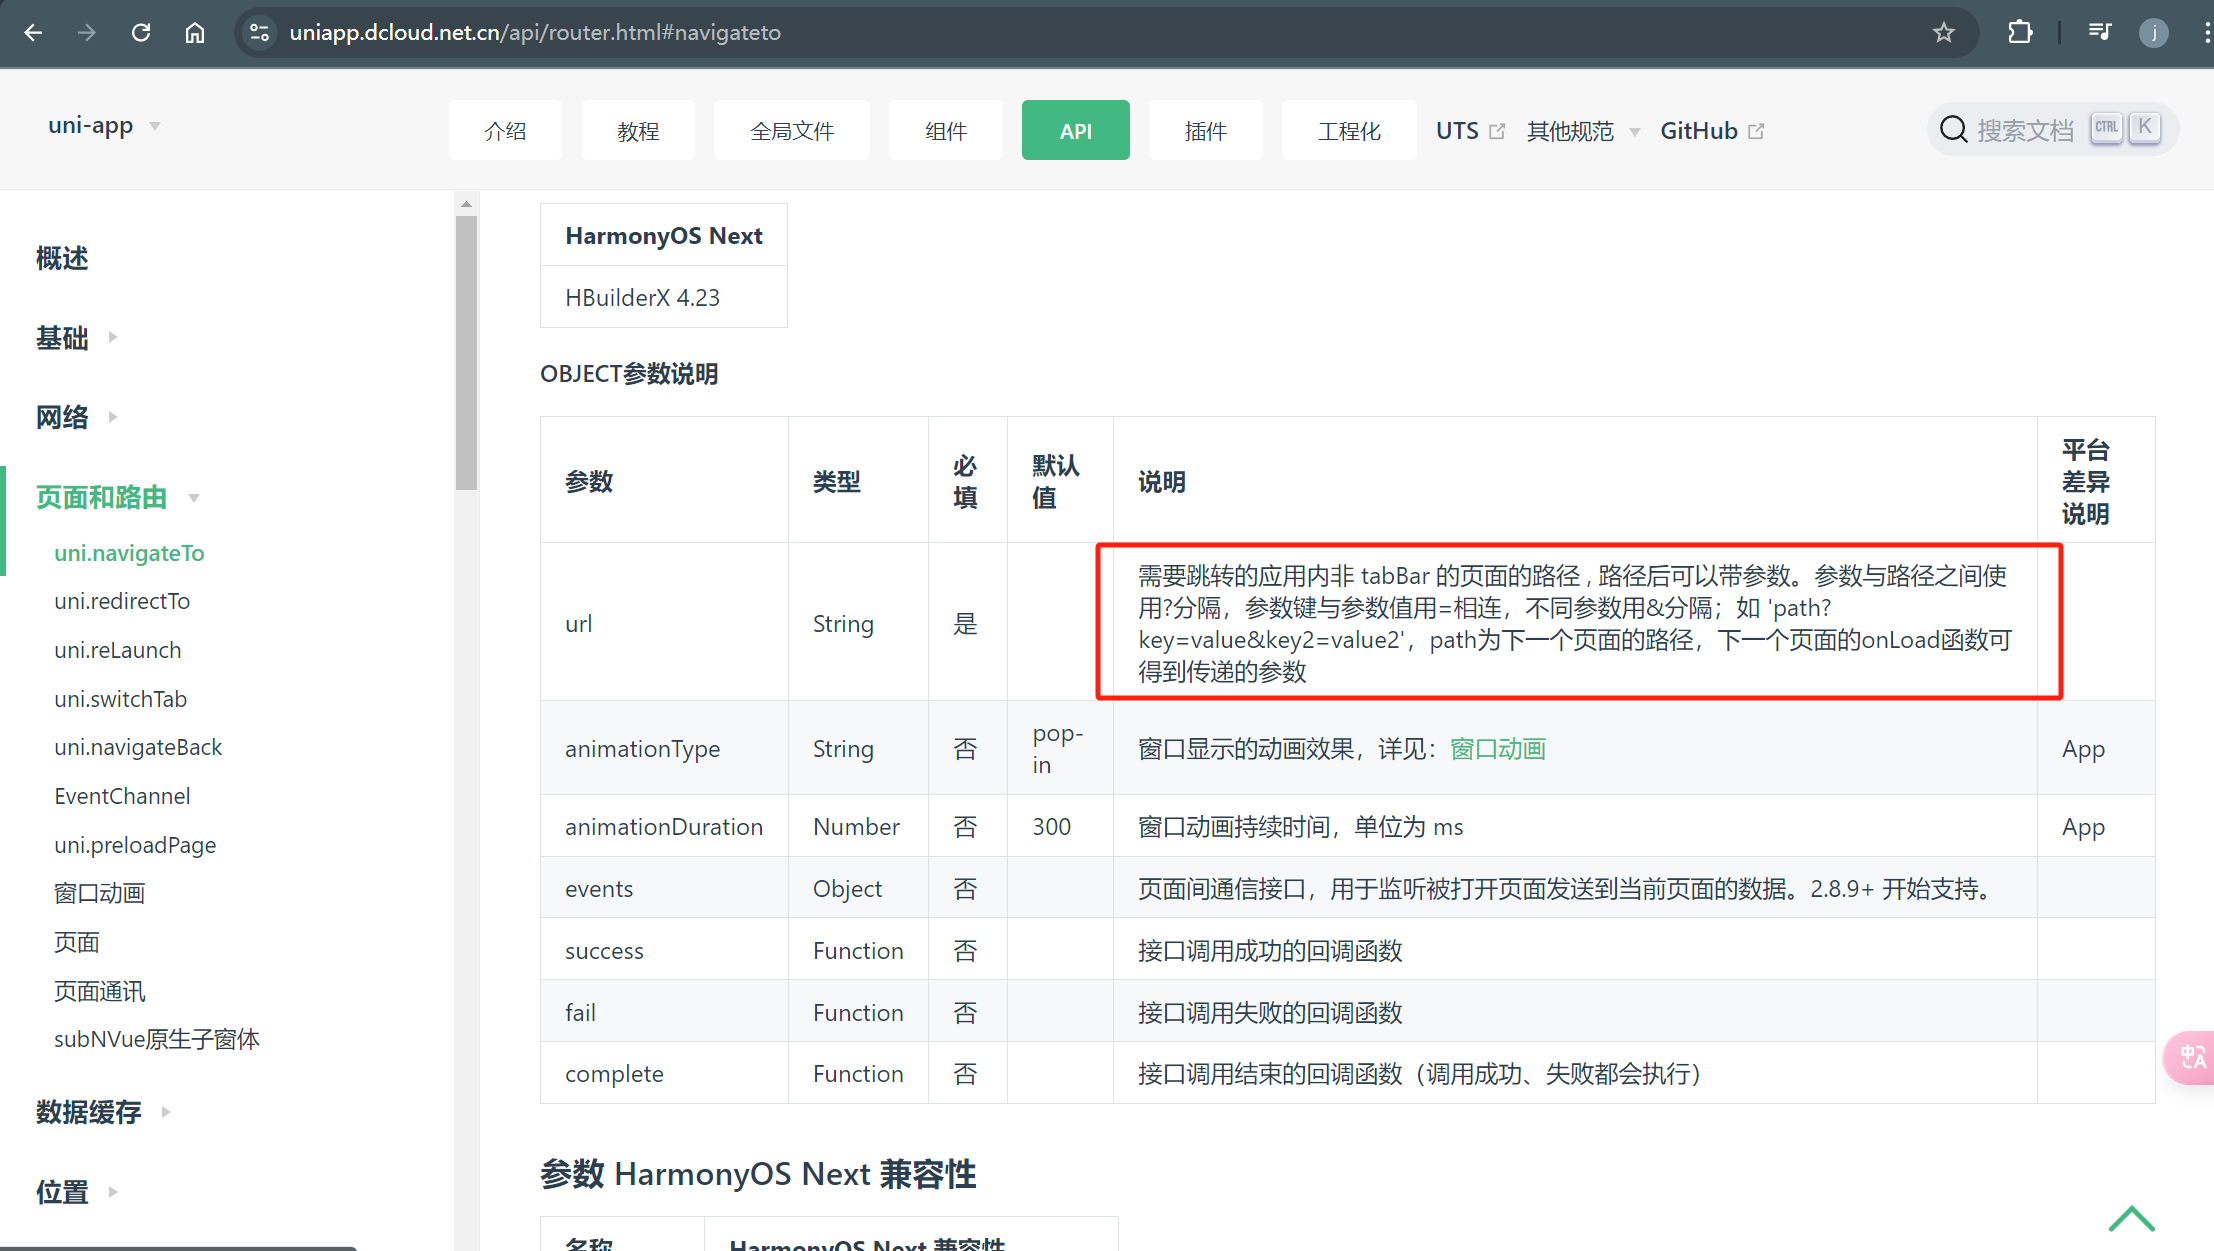 uniapp.dcloud.net.cn/api/router.html#navigateto
j
uni-app
介绍
教程
全局文件
组件
API
插件
工程化
UTS
其他规范
GitHub
搜索文档
CTRL
K
概述
基础
网络
页面和路由
uni.navigateTo
uni.redirectTo
uni.reLaunch
uni.switchTab
uni.navigateBack
EventChannel
uni.preloadPage
窗口动画
页面
页面通讯
subNVue原生子窗体
数据缓存
位置
HarmonyOS Next
HBuilderX 4.23
OBJECT参数说明
参数
类型
必
填
默认
值
说明
平台
差异
说明
url
String
是
需要跳转的应用内非 tabBar 的页面的路径 , 路径后可以带参数。参数与路径之间使
用?分隔，参数键与参数值用=相连，不同参数用&分隔；如 'path?
key=value&key2=value2'，path为下一个页面的路径，下一个页面的onLoad函数可
得到传递的参数
animationType
String
否
pop-
in
窗口显示的动画效果，详见：窗口动画
App
animationDuration
Number
否
300
窗口动画持续时间，单位为 ms
App
events
Object
否
页面间通信接口，用于监听被打开页面发送到当前页面的数据。2.8.9+ 开始支持。
success
Function
否
接口调用成功的回调函数
fail
Function
否
接口调用失败的回调函数
complete
Function
否
接口调用结束的回调函数（调用成功、失败都会执行）
参数 HarmonyOS Next 兼容性
名称
HarmonyOS Next 兼容性
中A